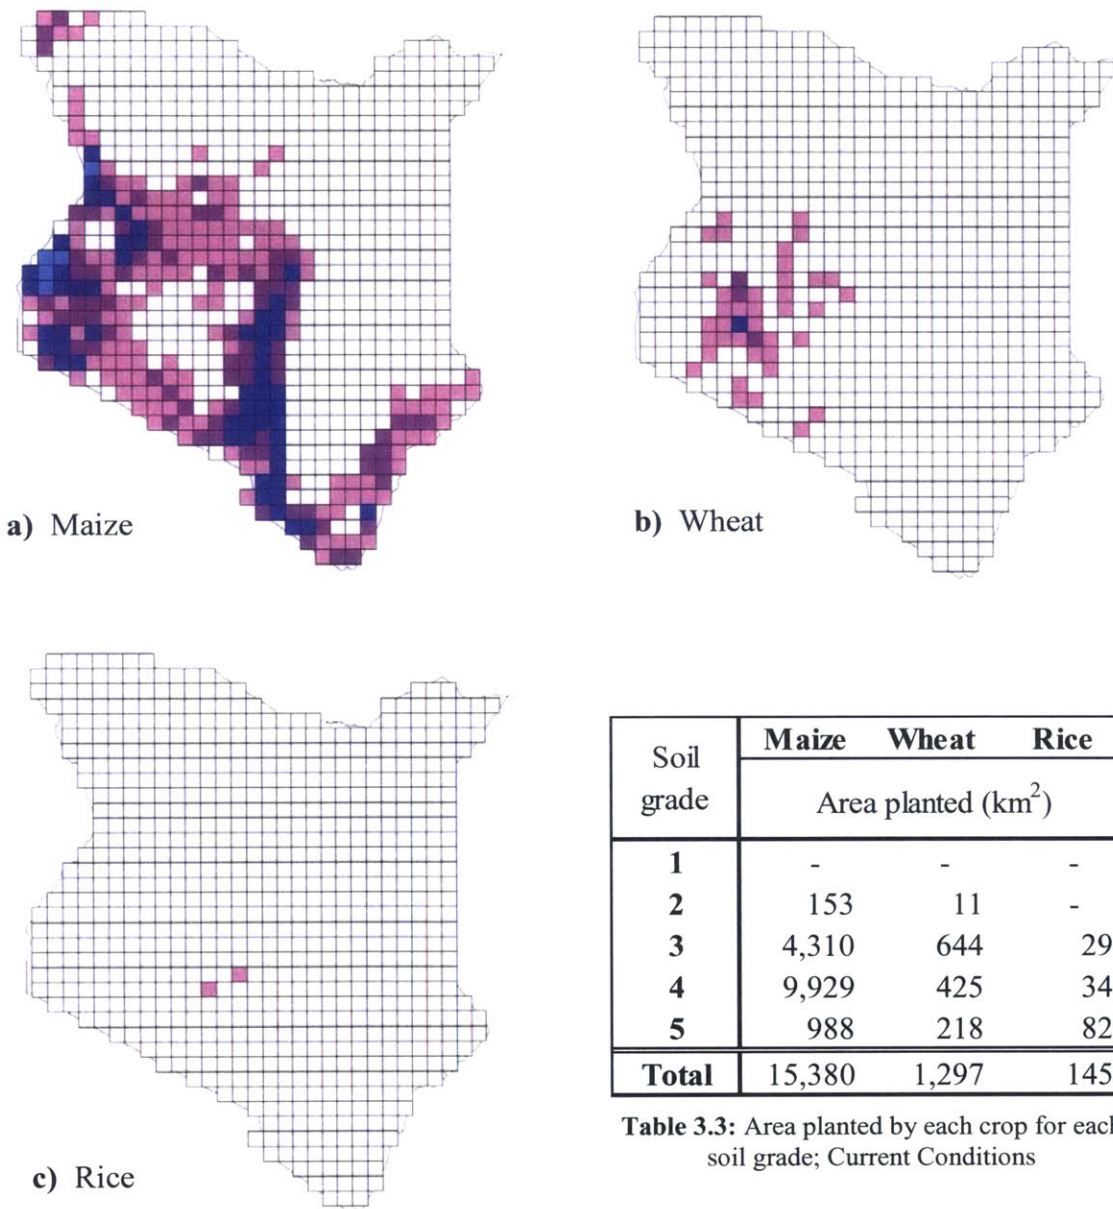 a) Maize
b) Wheat
c) Rice
Soil grade Maize Wheat Rice
Area planted (km²)
1 - - -
2 153 11 -
3 4,310 644 29
4 9,929 425 34
5 988 218 82
Total 15,380 1,297 145
Table 3.3: Area planted by each crop for each
soil grade; Current Conditions